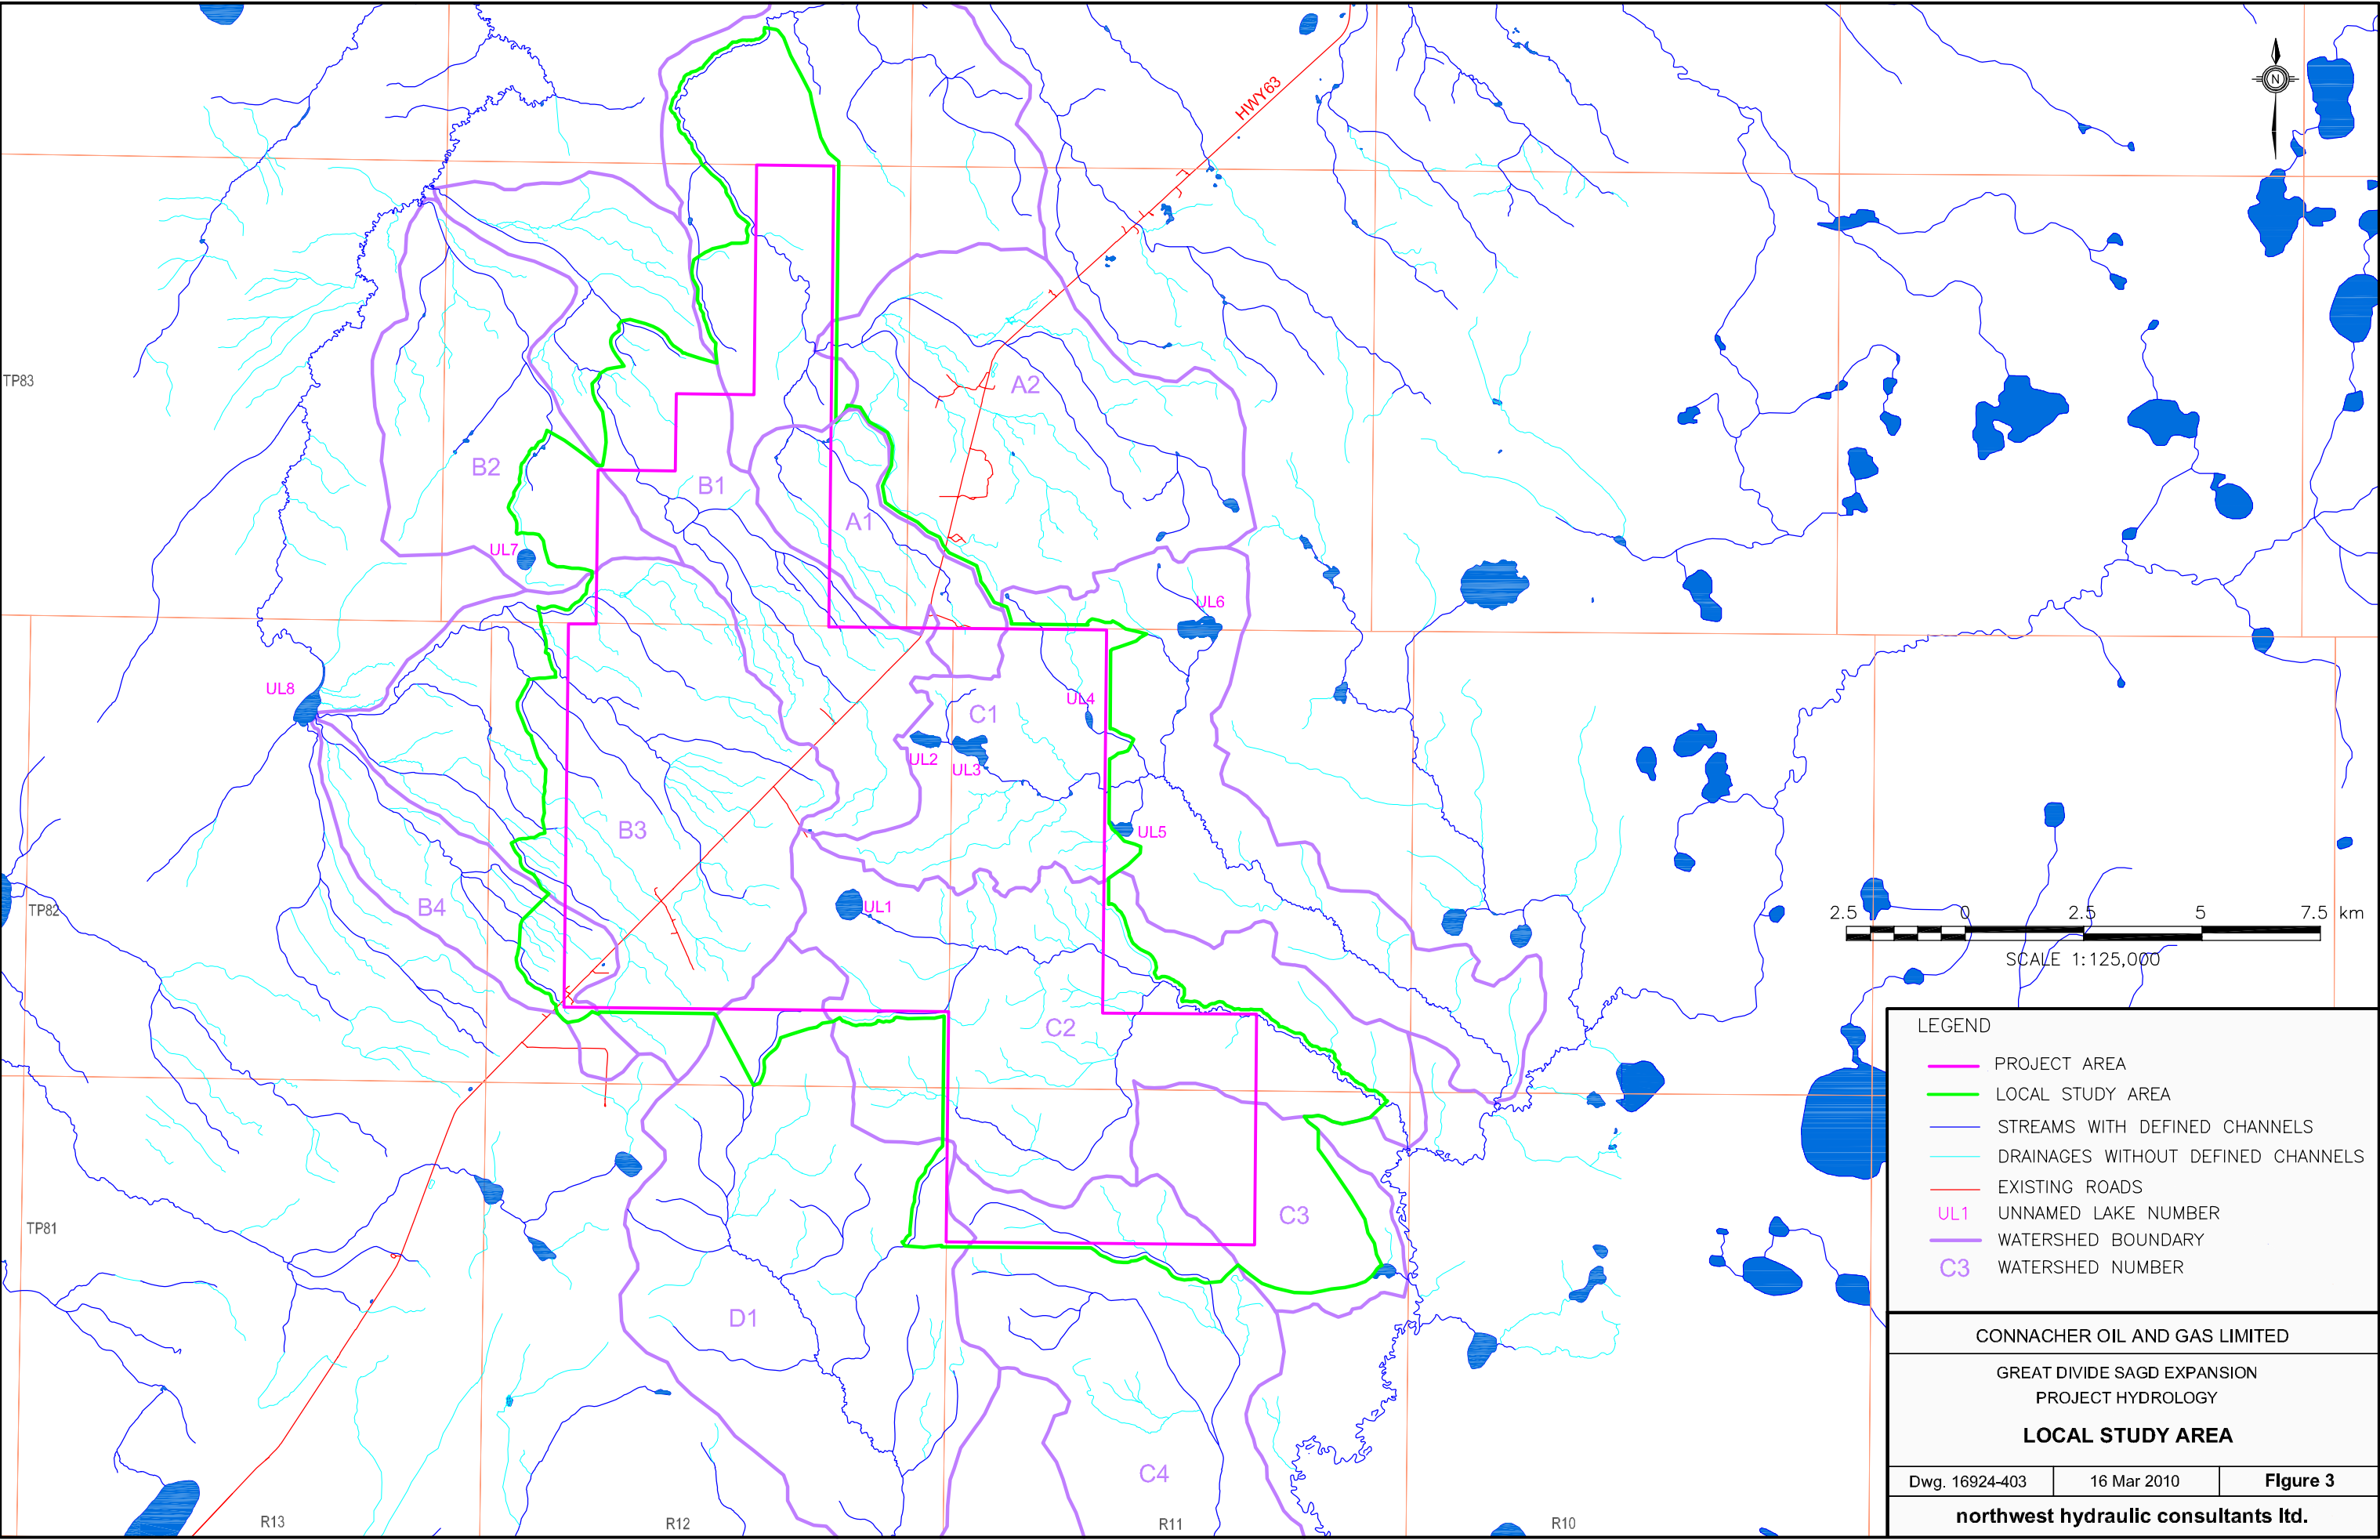 HWY63
N
TP83
A2
B2
B1
A1
UL7
UL6
UL8
UL4
C1
UL2
UL3
B3
UL5
B4
UL1
TP82
2.5 0 2.5 5 7.5 km
SCALE 1:125,000
C2
C3
TP81
D1
C4
R13
R12
R11
R10
LEGEND
PROJECT AREA
LOCAL STUDY AREA
STREAMS WITH DEFINED CHANNELS
DRAINAGES WITHOUT DEFINED CHANNELS
EXISTING ROADS
UL1 UNNAMED LAKE NUMBER
WATERSHED BOUNDARY
C3 WATERSHED NUMBER
CONNACHER OIL AND GAS LIMITED
GREAT DIVIDE SAGD EXPANSION
PROJECT HYDROLOGY
LOCAL STUDY AREA
Dwg. 16924-403 16 Mar 2010 FIgure 3
northwest hydraulic consultants ltd.